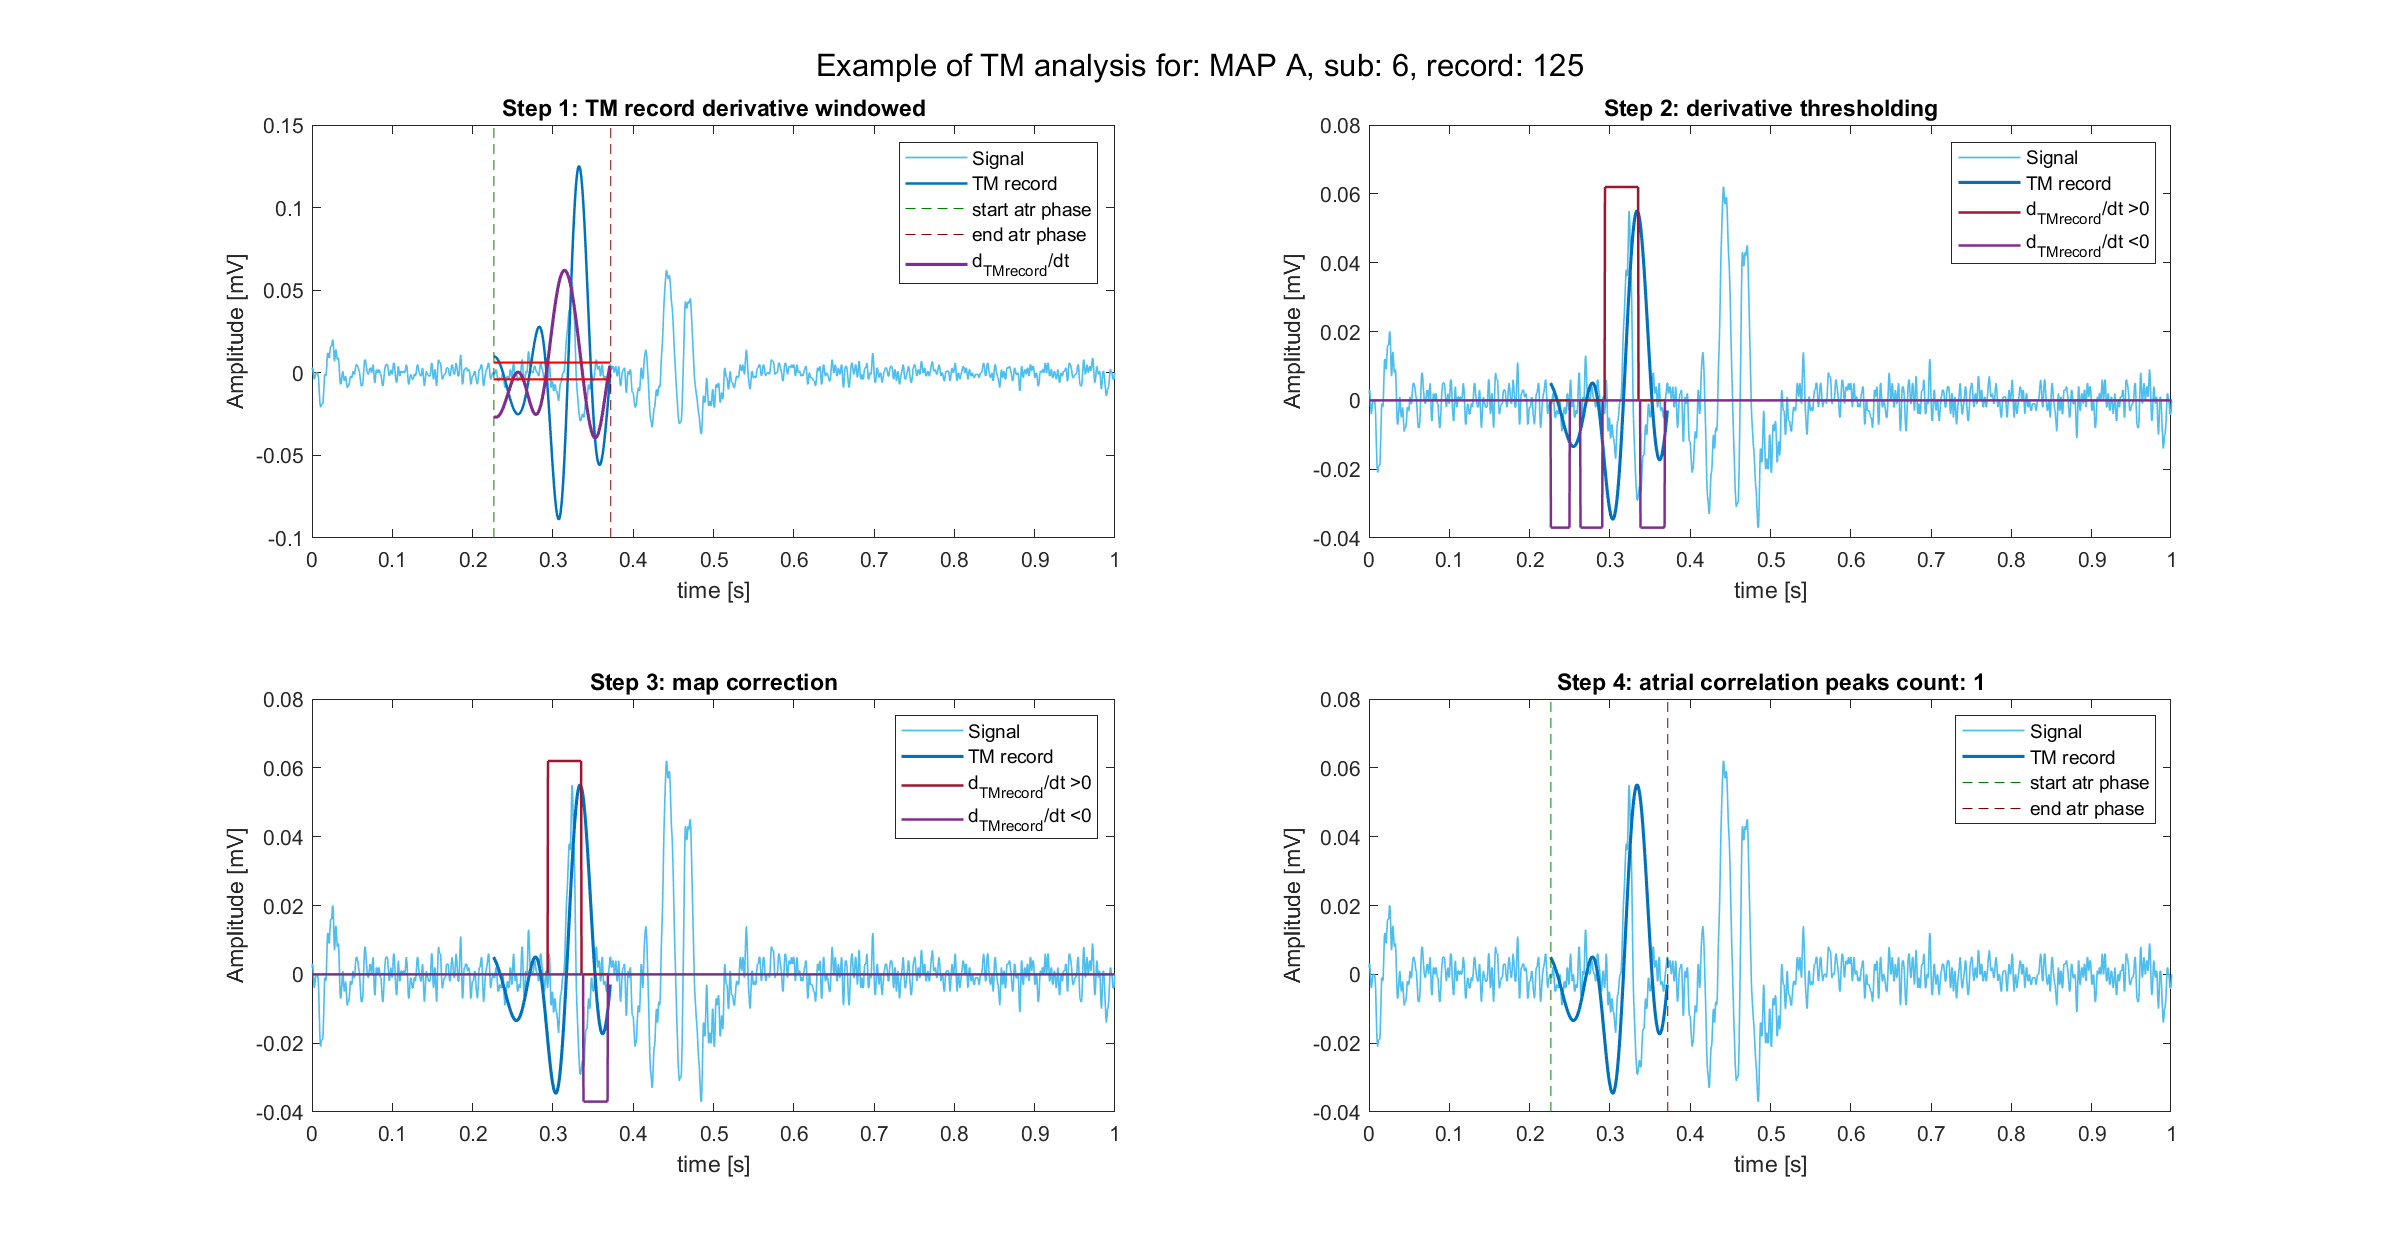 Example of TM analysis for: MAP A, sub: 6, record: 125
Step 1: TM record derivative windowed
0.15
0.1
0.05
0
-0.05
-0.1
Amplitude [mV]
0 0.1 0.2 0.3 0.4 0.5 0.6 0.7 0.8 0.9 1
time [s]
Signal
TM record
start atr phase
end atr phase
dTMrecord/dt
Step 2: derivative thresholding
0.08
0.06
0.04
0.02
0
-0.02
-0.04
Amplitude [mV]
0 0.1 0.2 0.3 0.4 0.5 0.6 0.7 0.8 0.9 1
time [s]
Signal
TM record
dTMrecord/dt >0
dTMrecord/dt <0
Step 3: map correction
0.08
0.06
0.04
0.02
0
-0.02
-0.04
Amplitude [mV]
0 0.1 0.2 0.3 0.4 0.5 0.6 0.7 0.8 0.9 1
time [s]
Signal
TM record
dTMrecord/dt >0
dTMrecord/dt <0
Step 4: atrial correlation peaks count: 1
0.08
0.06
0.04
0.02
0
-0.02
-0.04
Amplitude [mV]
0 0.1 0.2 0.3 0.4 0.5 0.6 0.7 0.8 0.9 1
time [s]
Signal
TM record
start atr phase
end atr phase